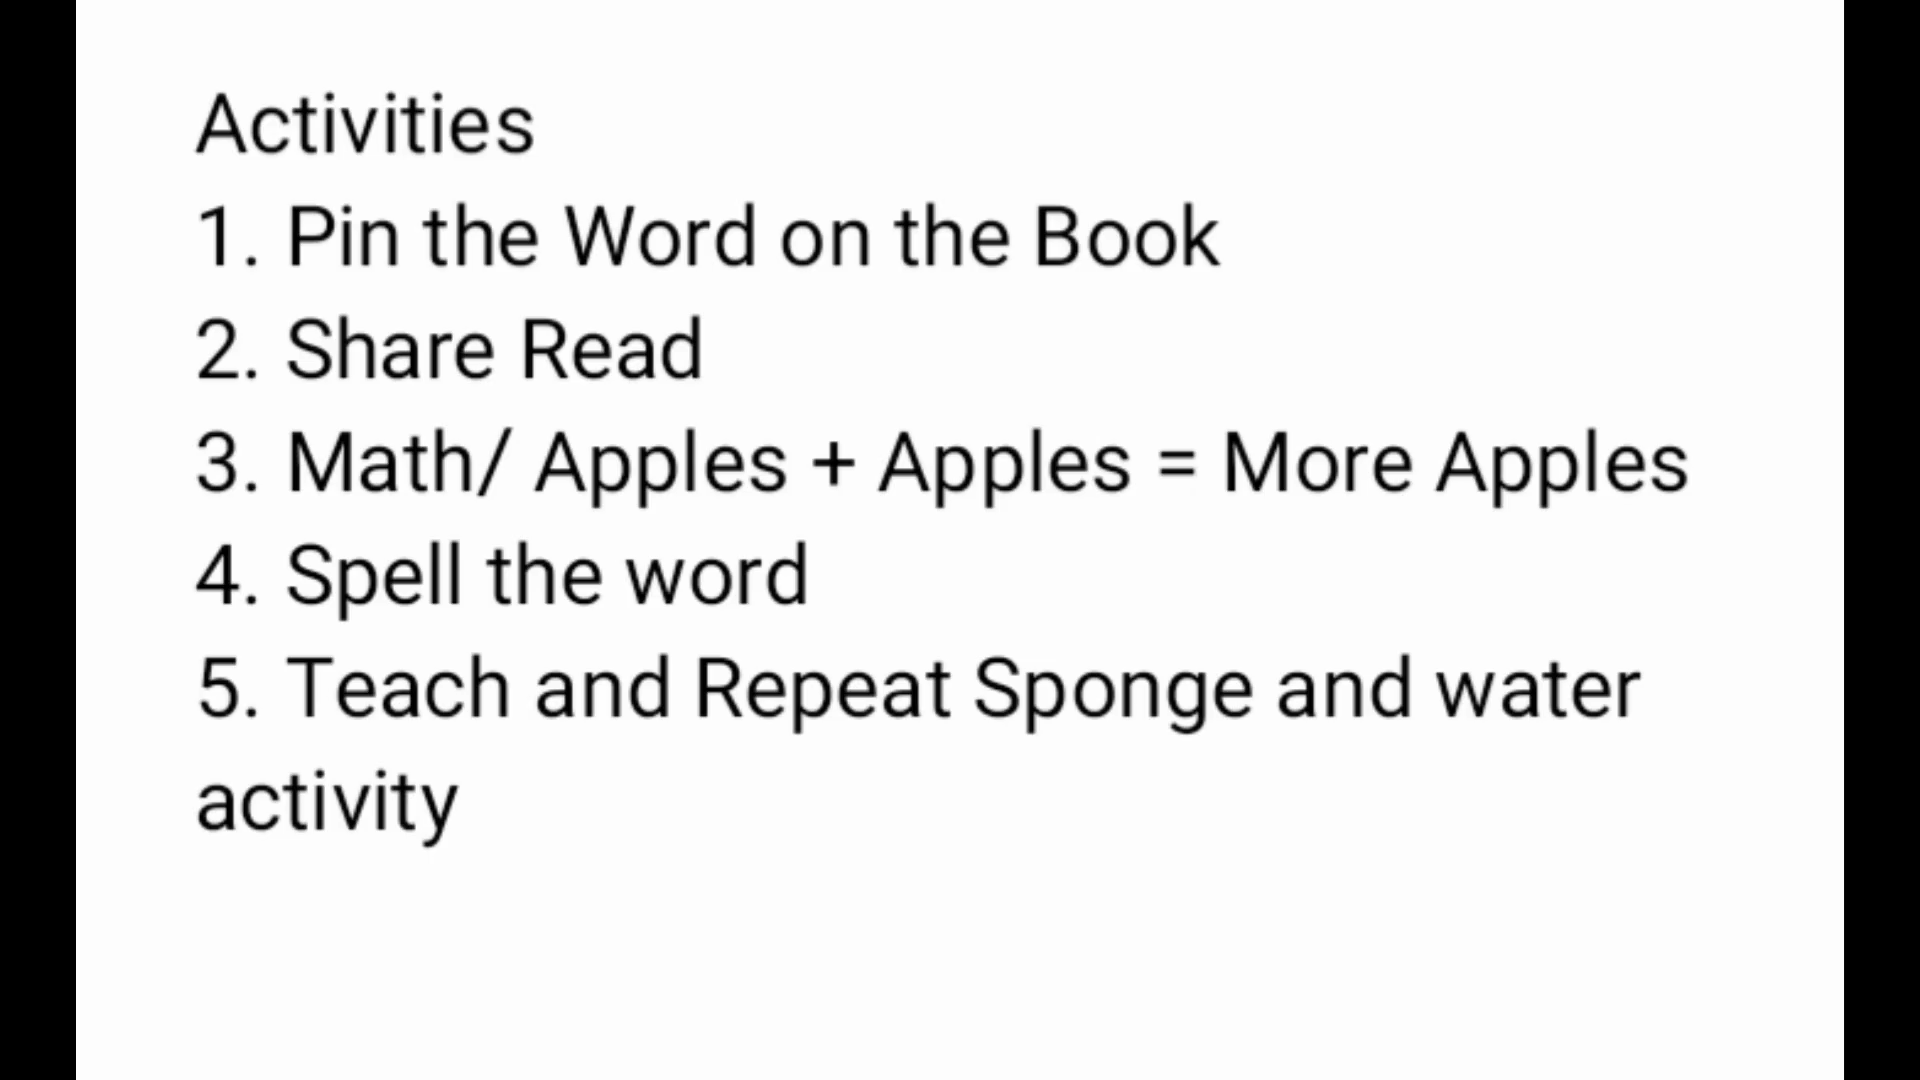 Activities
1. Pin the Word on the Book
2. Share Read
3. Math/ Apples + Apples = More Apples
4. Spell the word
5. Teach and Repeat Sponge and water
activity